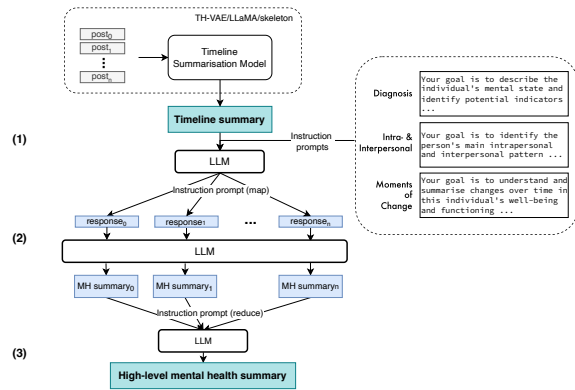 TH-VAE/LLaMA/skeleton
post0
post1
postn
Timeline
Summarisation Model
Timeline summary
(1)
Instruction
prompts
LLM
Instruction prompt (map)
Diagnosis
Your goal is to describe the
individual's mental state and
identify potential indicators
...
Intra- &
Interpersonal
Your goal is to identify the
person's main intrapersonal
and interpersonal pattern ...
Moments
of
Change
Your goal is to understand and
summarise changes over time in
this individual's well-being
and functioning ...
response0
response1
...
responsen
(2)
LLM
MH summary0
MH summary1
MH summaryn
Instruction prompt (reduce)
LLM
(3)
High-level mental health summary